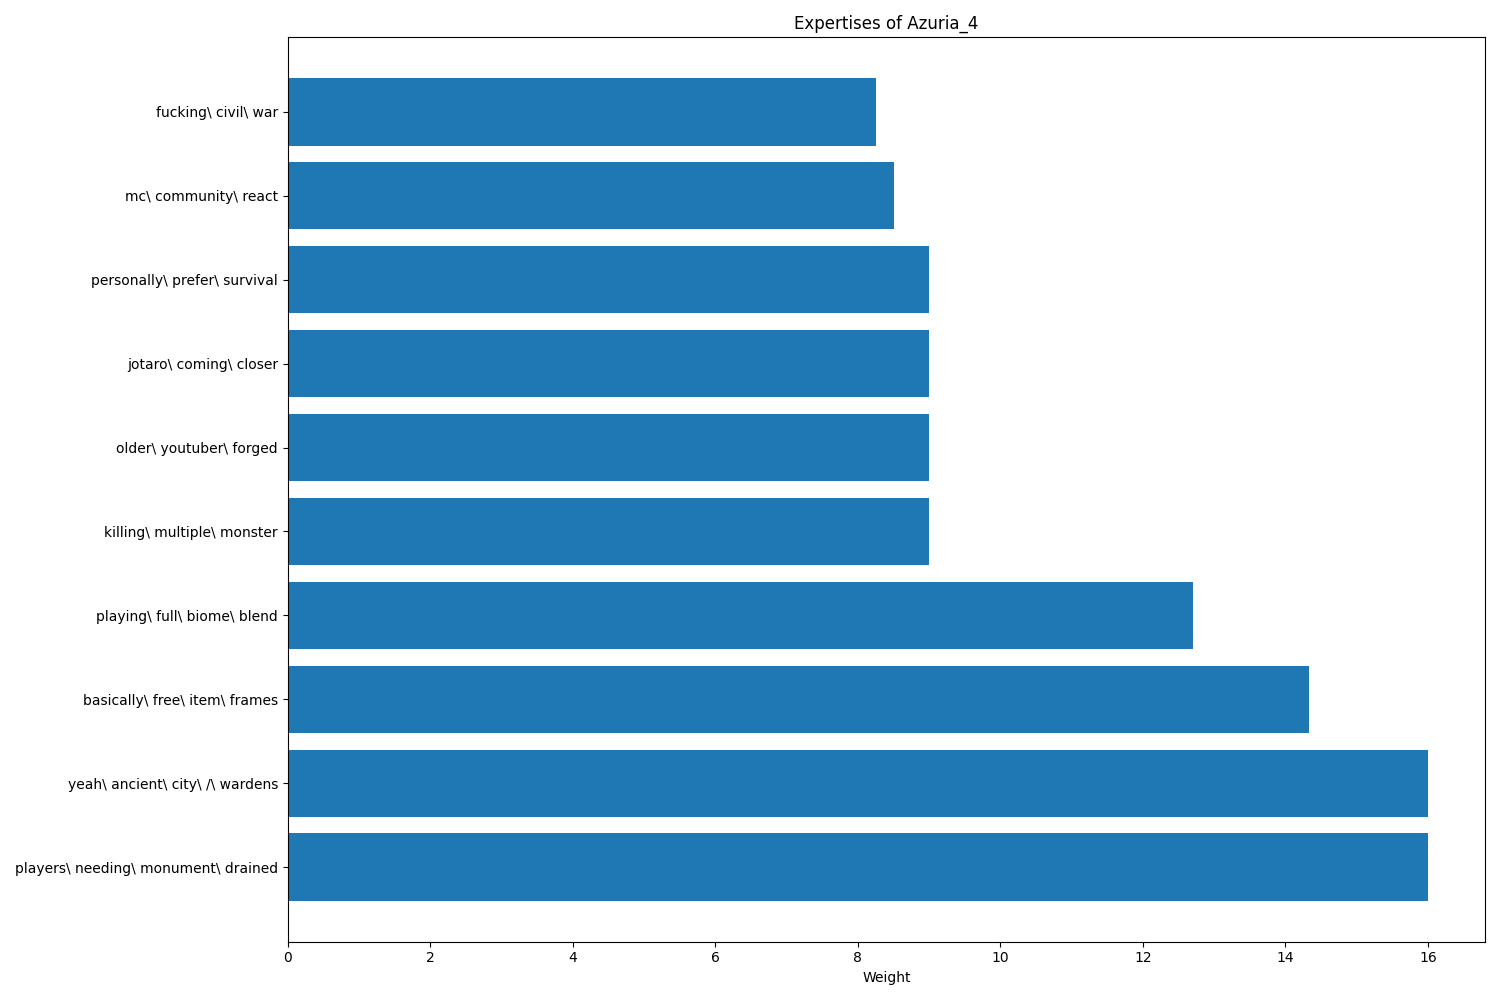 Expertises of Azuria_4
fucking\ civil\ war
mc\ community\ react
personally\ prefer\ survival
jotaro\ coming\ closer
older\ youtuber\ forged
killing\ multiple\ monster
playing\ full\ biome\ blend
basically\ free\ item\ frames
yeah\ ancient\ city\ /\ wardens
players\ needing\ monument\ drained
0 2 4 6 8 10 12 14 16
Weight